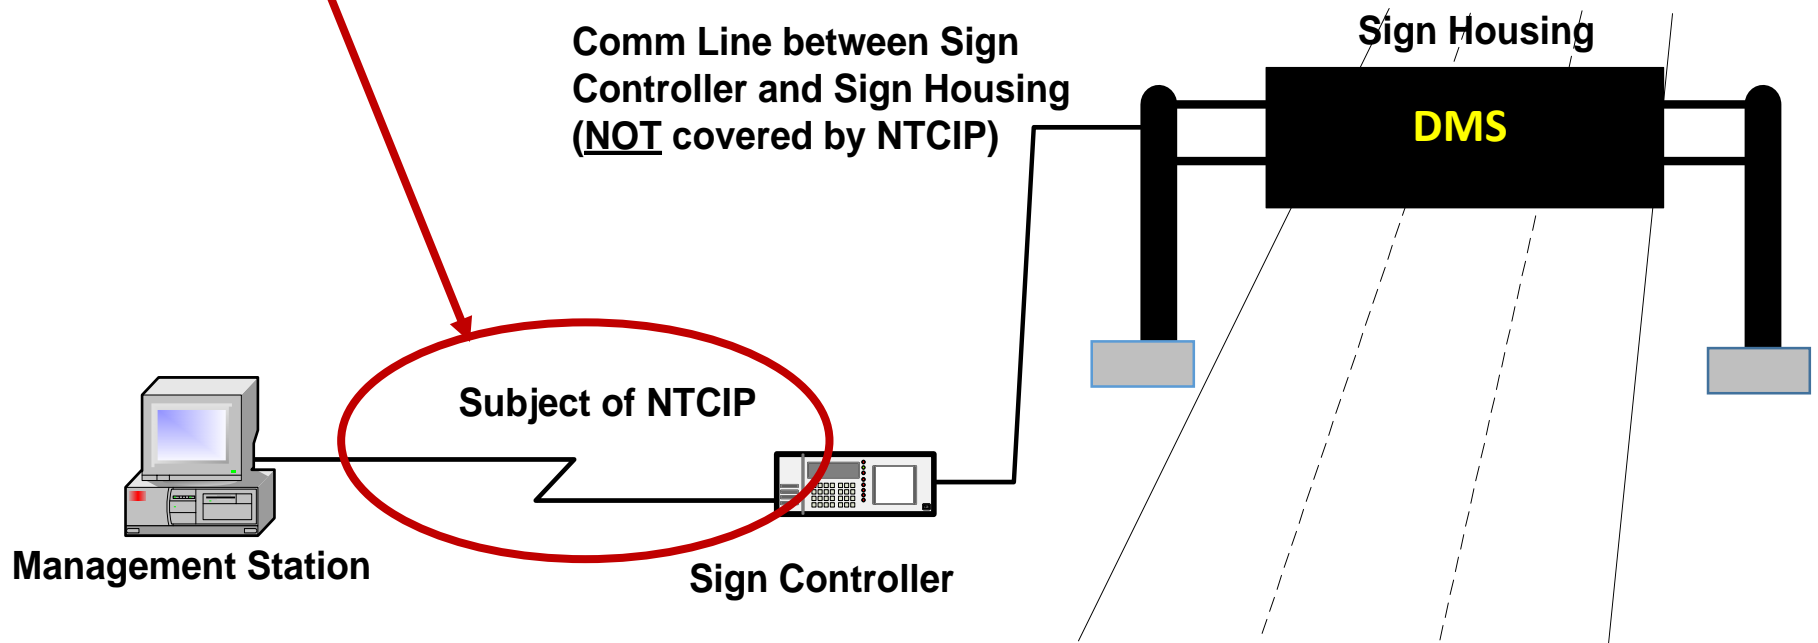 Comm Line between Sign
Controller and Sign Housing
(NOT covered by NTCIP)
Sign Housing
DMS
Subject of NTCIP
Management Station
Sign Controller